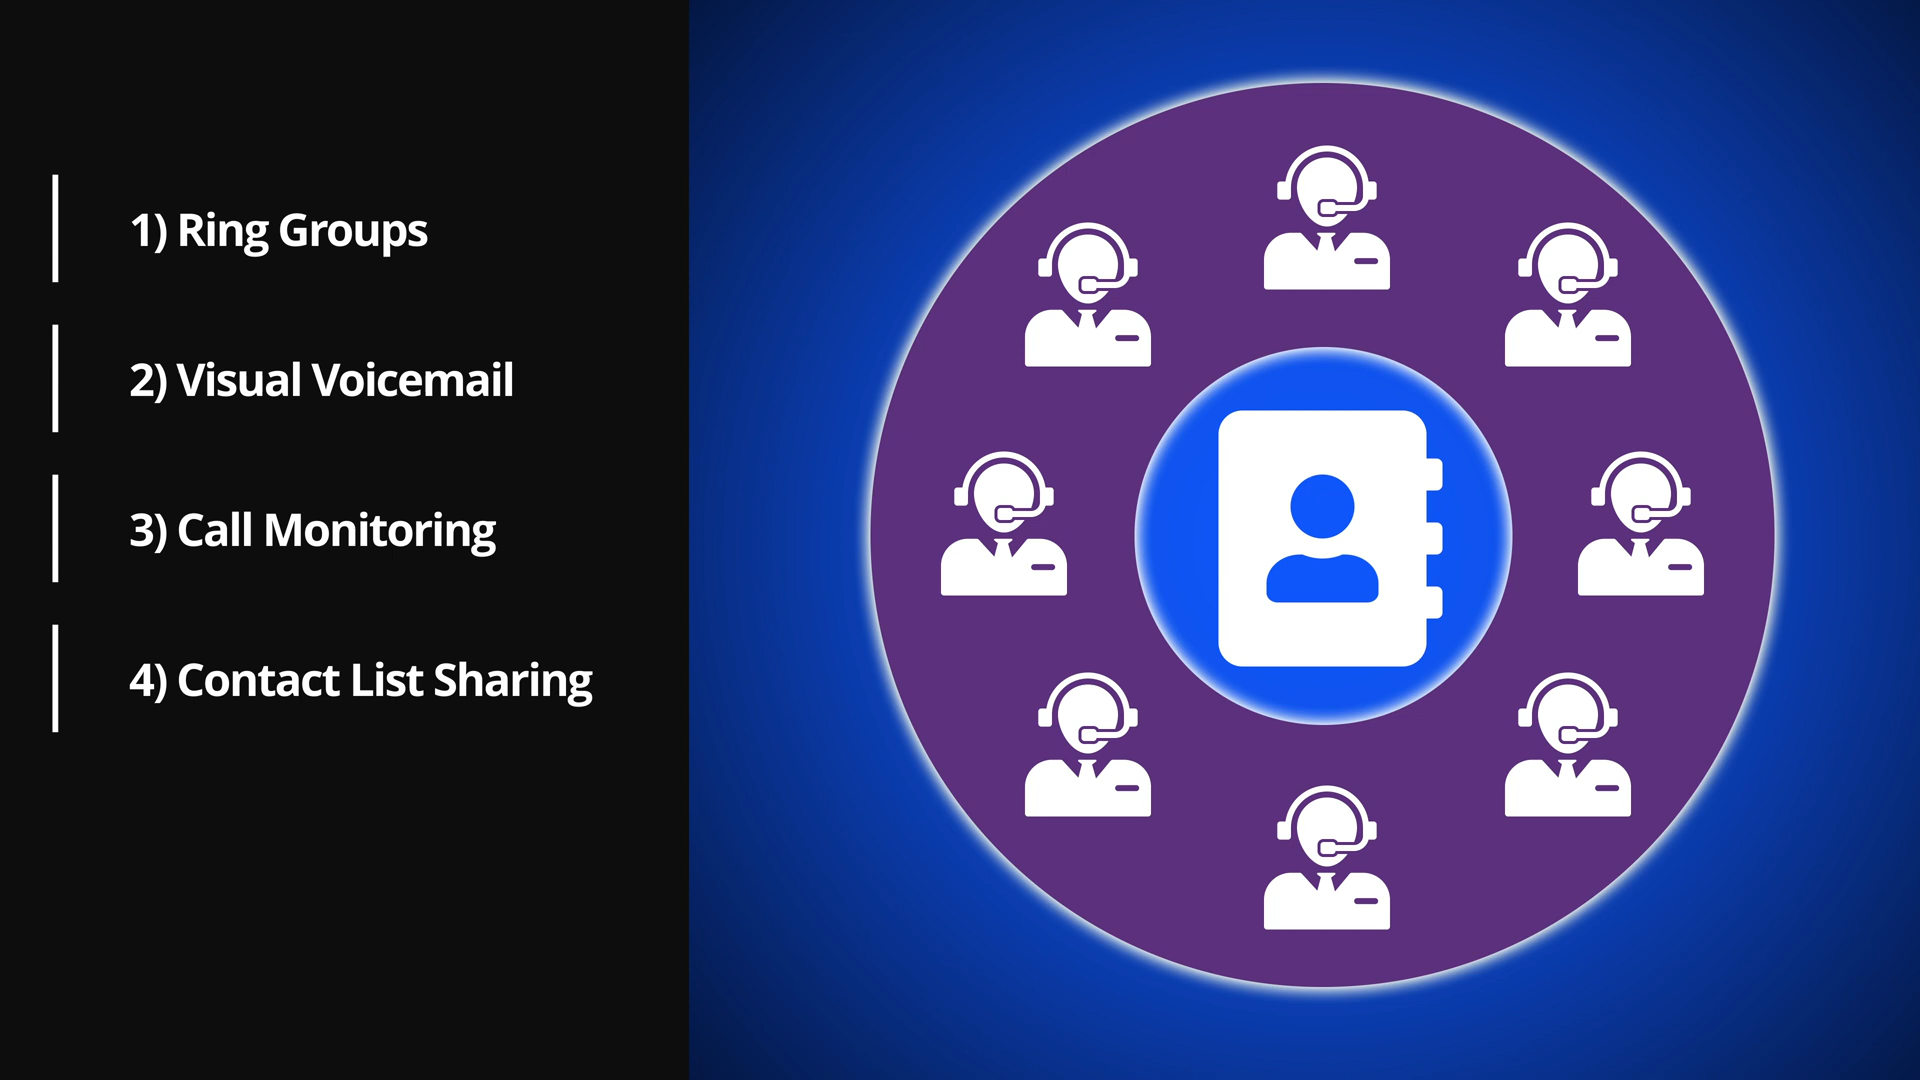 1) Ring Groups
2) Visual Voicemail
3) Call Monitoring
4) Contact List Sharing